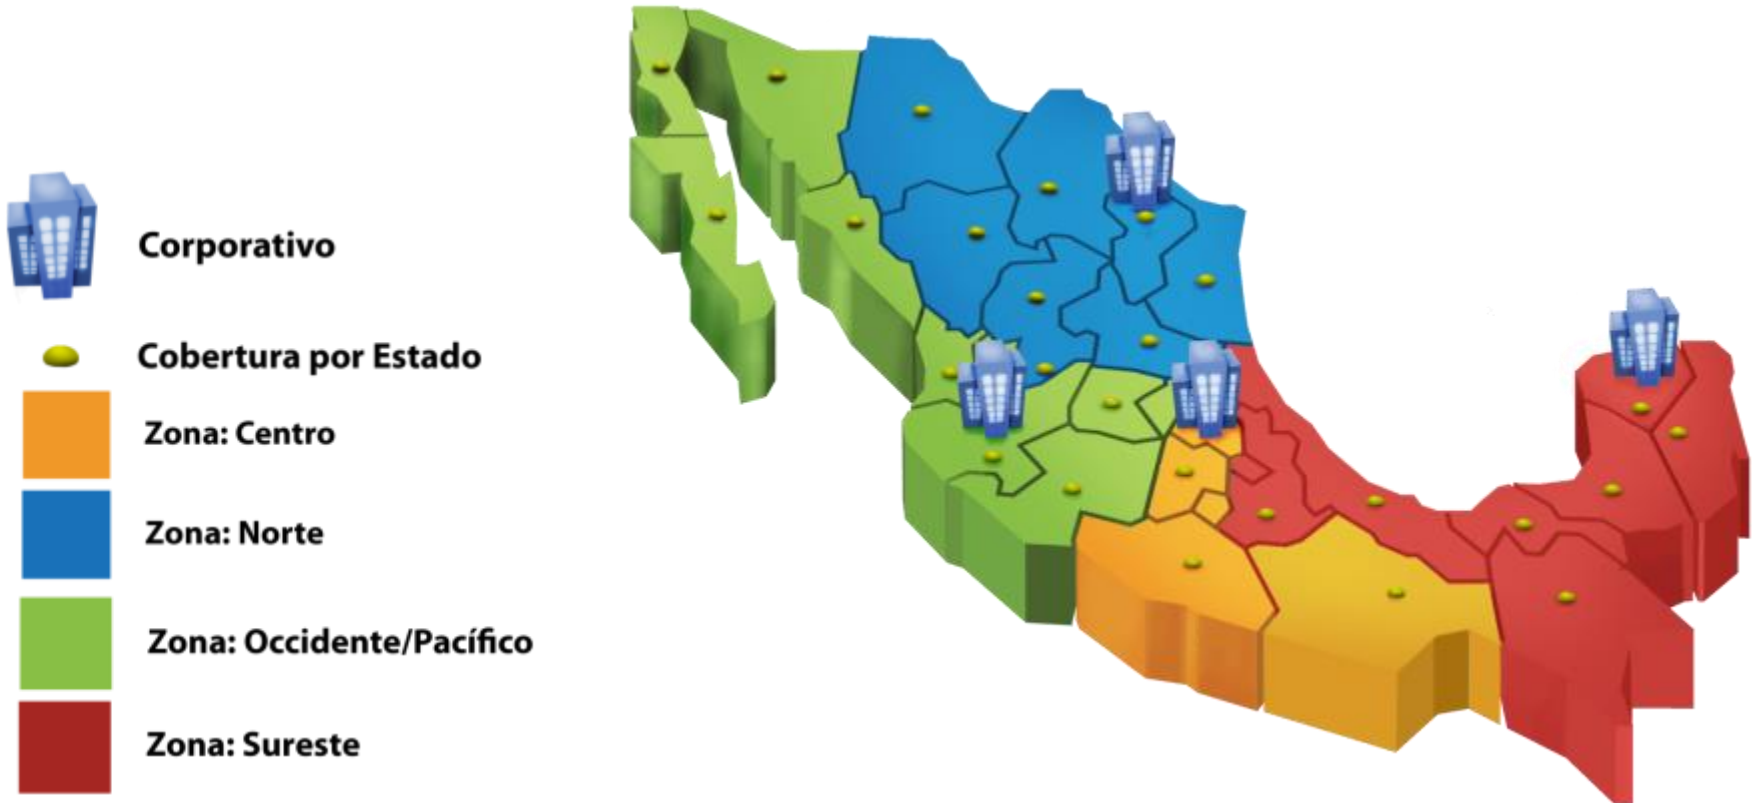 Corporativo
Cobertura por Estado
Zona: Centro
Zona: Norte
Zona: Occidente/Pacífico
Zona: Sureste